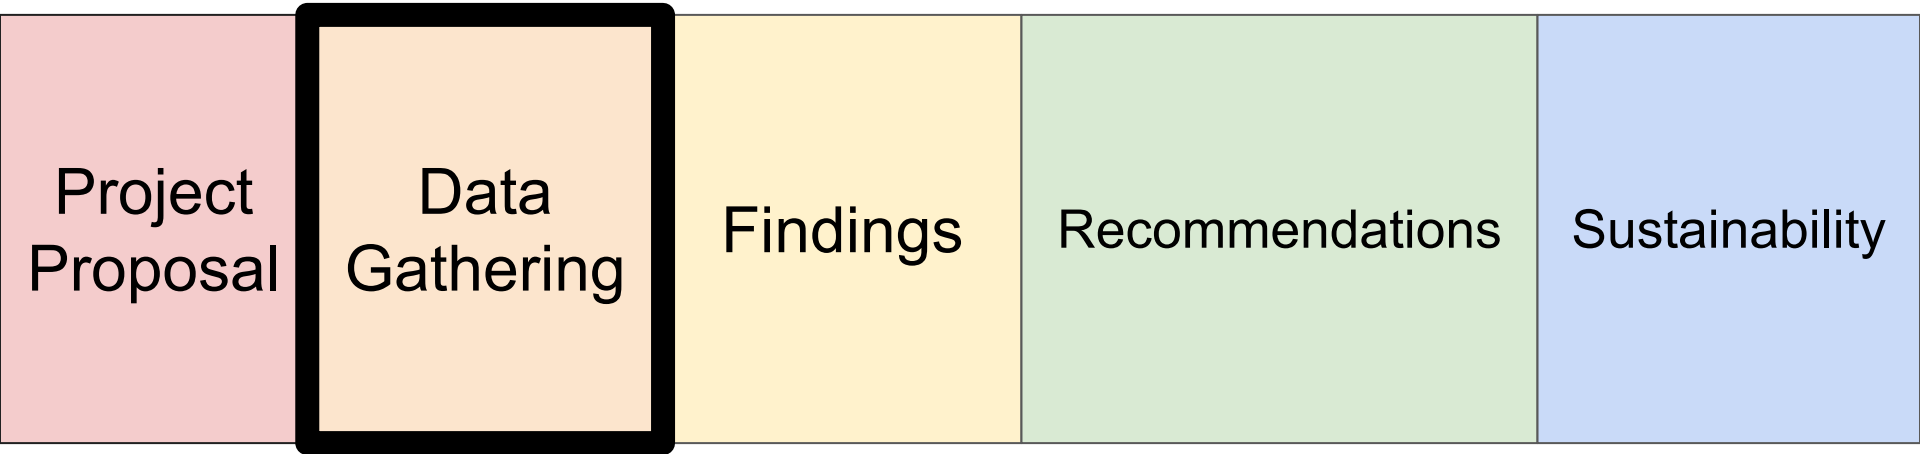 Project
Proposal
Data
Gathering
Findings
Recommendations
Sustainability